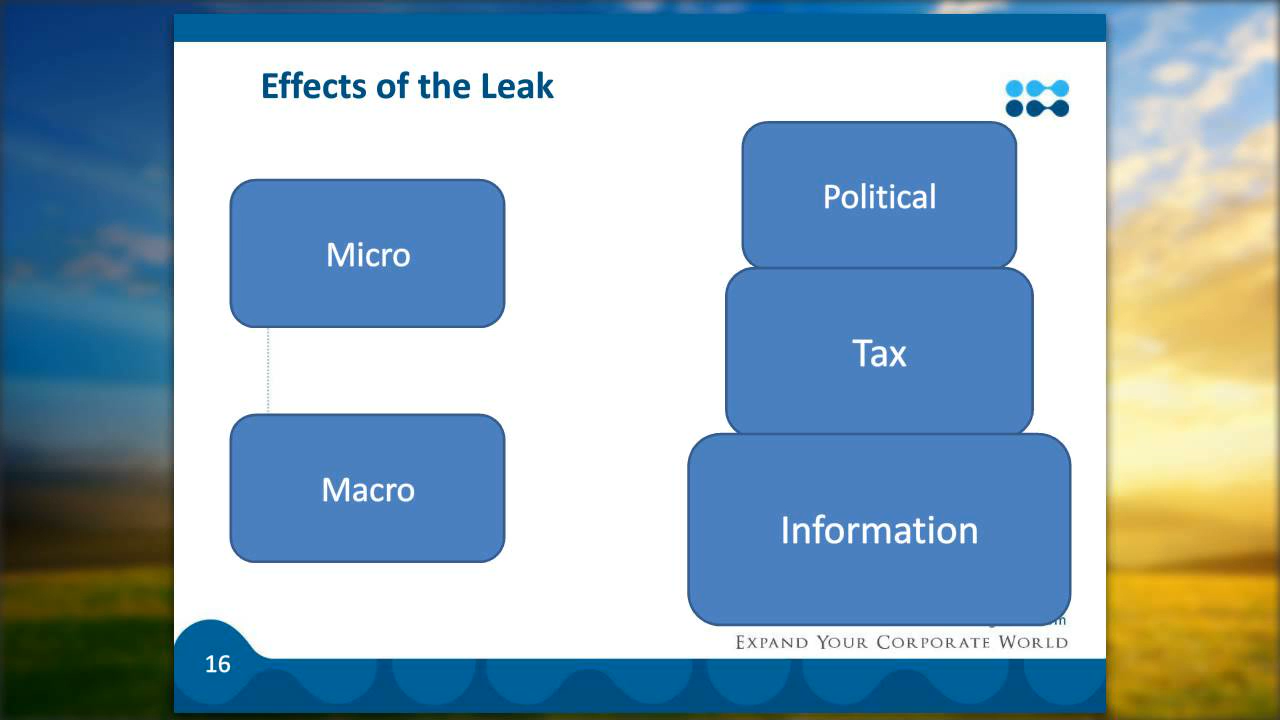 Effects of the Leak
Micro
Macro
Political
Tax
Information
EXPAND YOUR CORPORATE WORLD
16